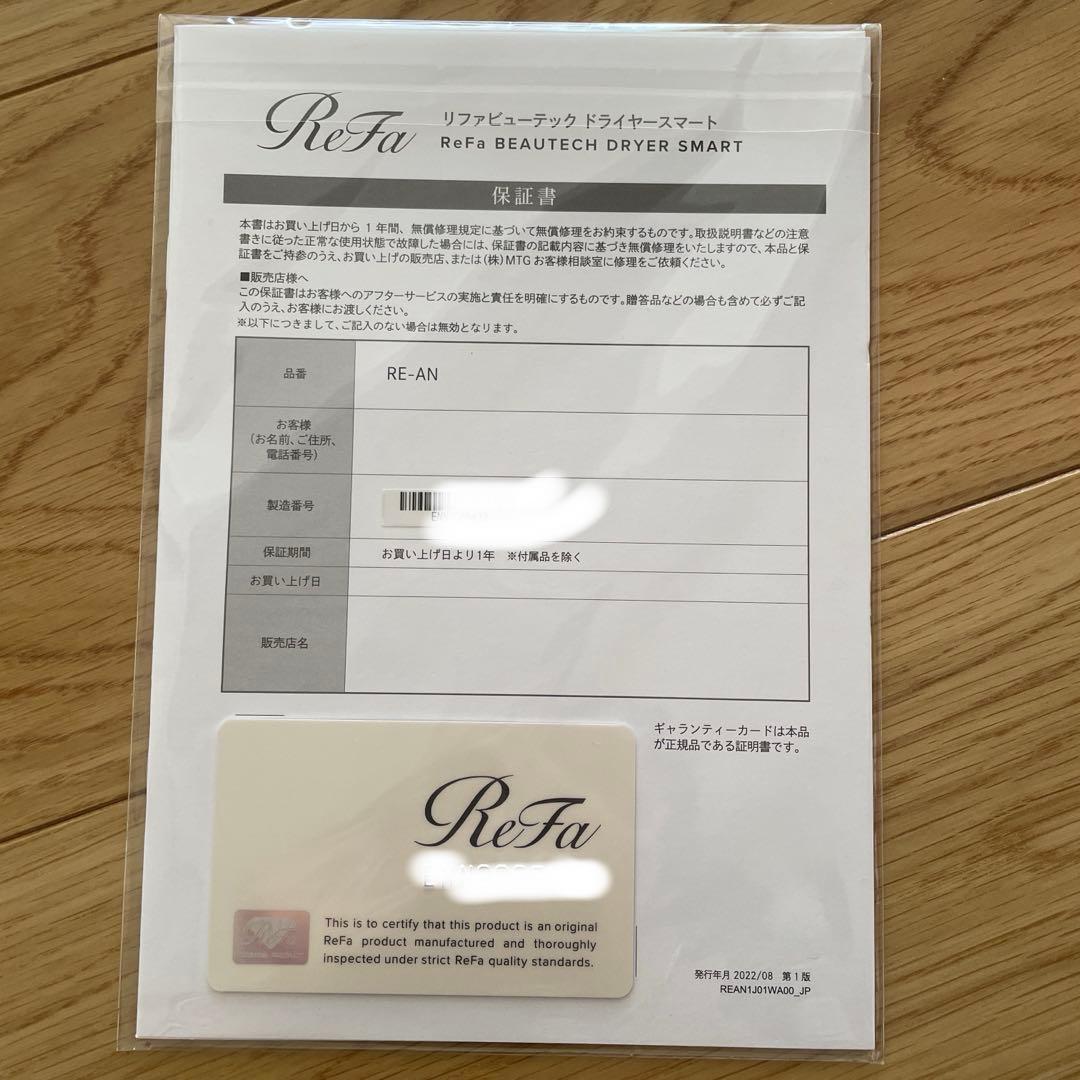 ReFa
リファビューテック ドライヤースマート
ReFa BEAUTECH DRYER SMART
保証書
本書はお買い上げ日から 1 年間、無償修理規定に基づいて無償修理をお約束するものです。取扱説明書などの注意
書きに従った正常な使用状態で故障した場合には、保証書の記載内容に基づき無償修理をいたしますので、本品と保
証書をご持参のうえ、お買い上げの販売店、または(株)MTG お客様相談室に修理をご依頼ください。
■販売店様へ
この保証書はお客様へのアフターサービスの実施と責任を明確にするものです。贈答品などの場合も含めて必ずご記
入のうえ、お客様にお渡しください。
※以下につきまして、ご記入のない場合は無効となります。
品番
RE-AN
お客様
(お名前、ご住所、
電話番号)
製造番号
保証期間
お買い上げ日より1年 ※付属品を除く
お買い上げ日
販売店名
ギャランティーカードは本品
が正規品である証明書です。
ReFa
This is to certify that this product is an original
ReFa product manufactured and thoroughly
inspected under strict ReFa quality standards.
発行年月 2022/08 第1版
REAN1J01WA00_JP